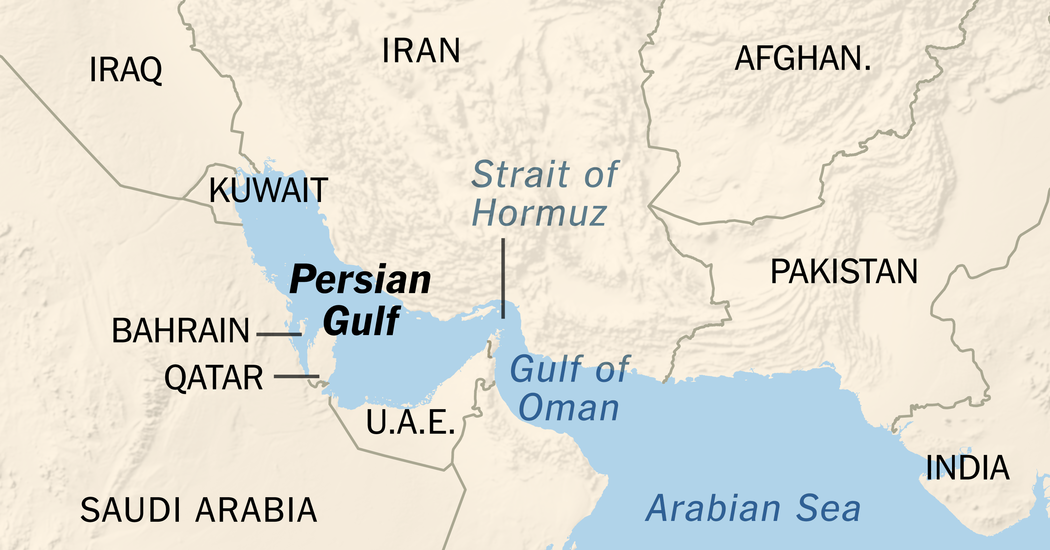 IRAN
AFGHAN.
IRAQ
Strait of
Hormuz
KUWAIT
Persian
Gulf
PAKISTAN
BAHRAIN
QATAR
Gulf of
Oman
U.A.E.
INDIA
SAUDI ARABIA
Arabian Sea